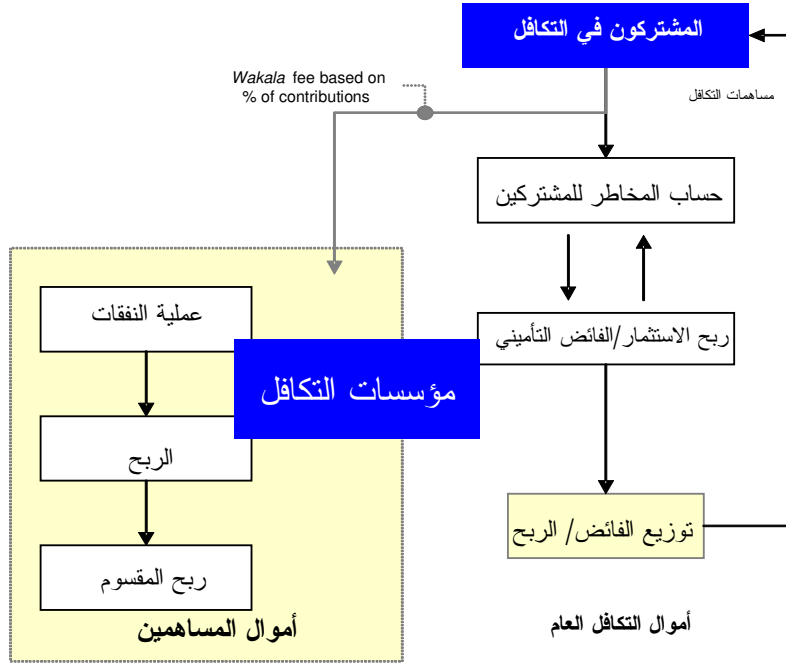 المشتركون في التكافل
Wakala fee based on
% of contributions
مساهمات التكافل
حساب المخاطر للمشتركين
عملية النفقات
ربح الاستثمار/الفائض التأميني
مؤسسات التكافل
الربح
توزيع الفائض/ الربح
ربح المقسوم
أموال المساهمين
أموال التكافل العام